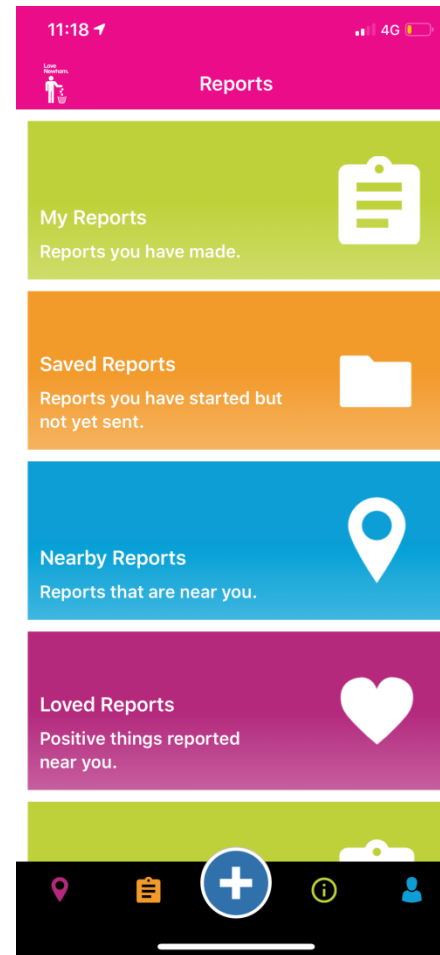 11:18
4G
Love
Newham.
Reports
My Reports
Reports you have made.
Saved Reports
Reports you have started but
not yet sent.
Nearby Reports
Reports that are near you.
Loved Reports
Positive things reported
near you.